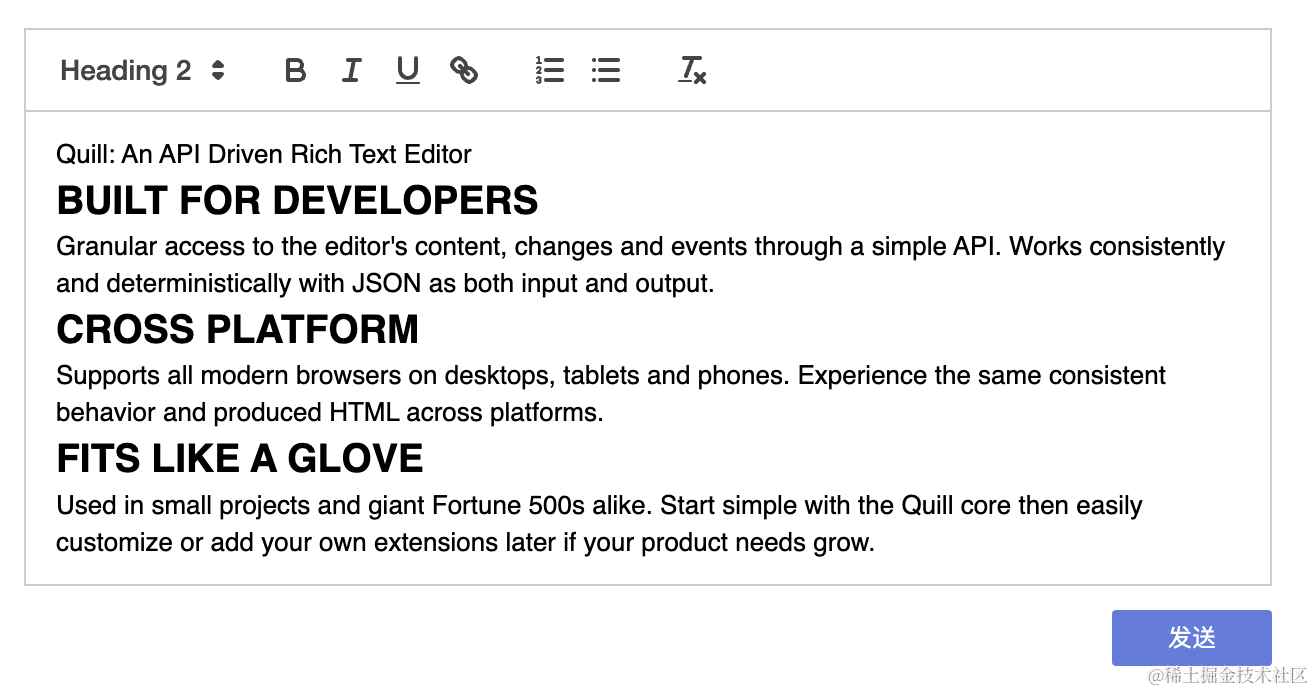 Heading 2
Quill: An API Driven Rich Text Editor
BUILT FOR DEVELOPERS
Granular access to the editor's content, changes and events through a simple API. Works consistently
and deterministically with JSON as both input and output.
CROSS PLATFORM
Supports all modern browsers on desktops, tablets and phones. Experience the same consistent
behavior and produced HTML across platforms.
FITS LIKE A GLOVE
Used in small projects and giant Fortune 500s alike. Start simple with the Quill core then easily
customize or add your own extensions later if your product needs grow.
发送
@稀土掘金技术社区